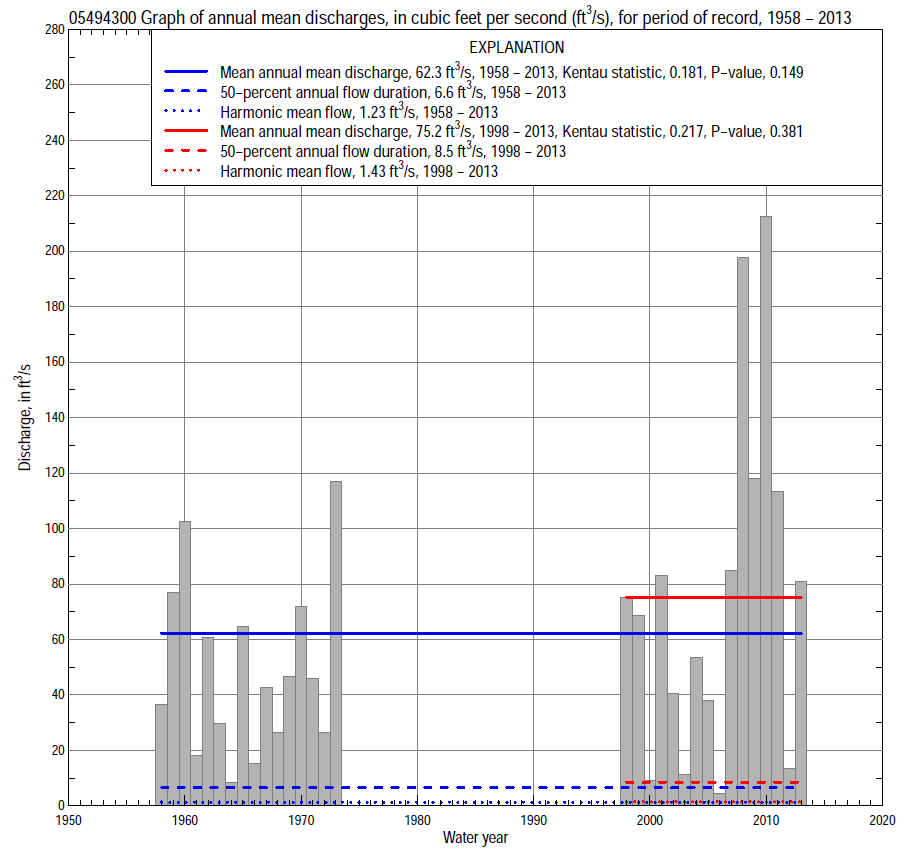 05494300 Graph of annual mean discharges, in cubic feet per second (ft³/s), for period of record, 1958 – 2013
EXPLANATION
Mean annual mean discharge, 62.3 ft³/s, 1958 – 2013, Kentau statistic, 0.181, P–value, 0.149
50–percent annual flow duration, 6.6 ft³/s, 1958 – 2013
Harmonic mean flow, 1.23 ft³/s, 1958 – 2013
Mean annual mean discharge, 75.2 ft³/s, 1998 – 2013, Kentau statistic, 0.217, P–value, 0.381
50–percent annual flow duration, 8.5 ft³/s, 1998 – 2013
Harmonic mean flow, 1.43 ft³/s, 1998 – 2013
Discharge, in ft³/s
280
260
240
220
200
180
160
140
120
100
80
60
40
20
0
1950 1960 1970 1980 1990 2000 2010 2020
Water year